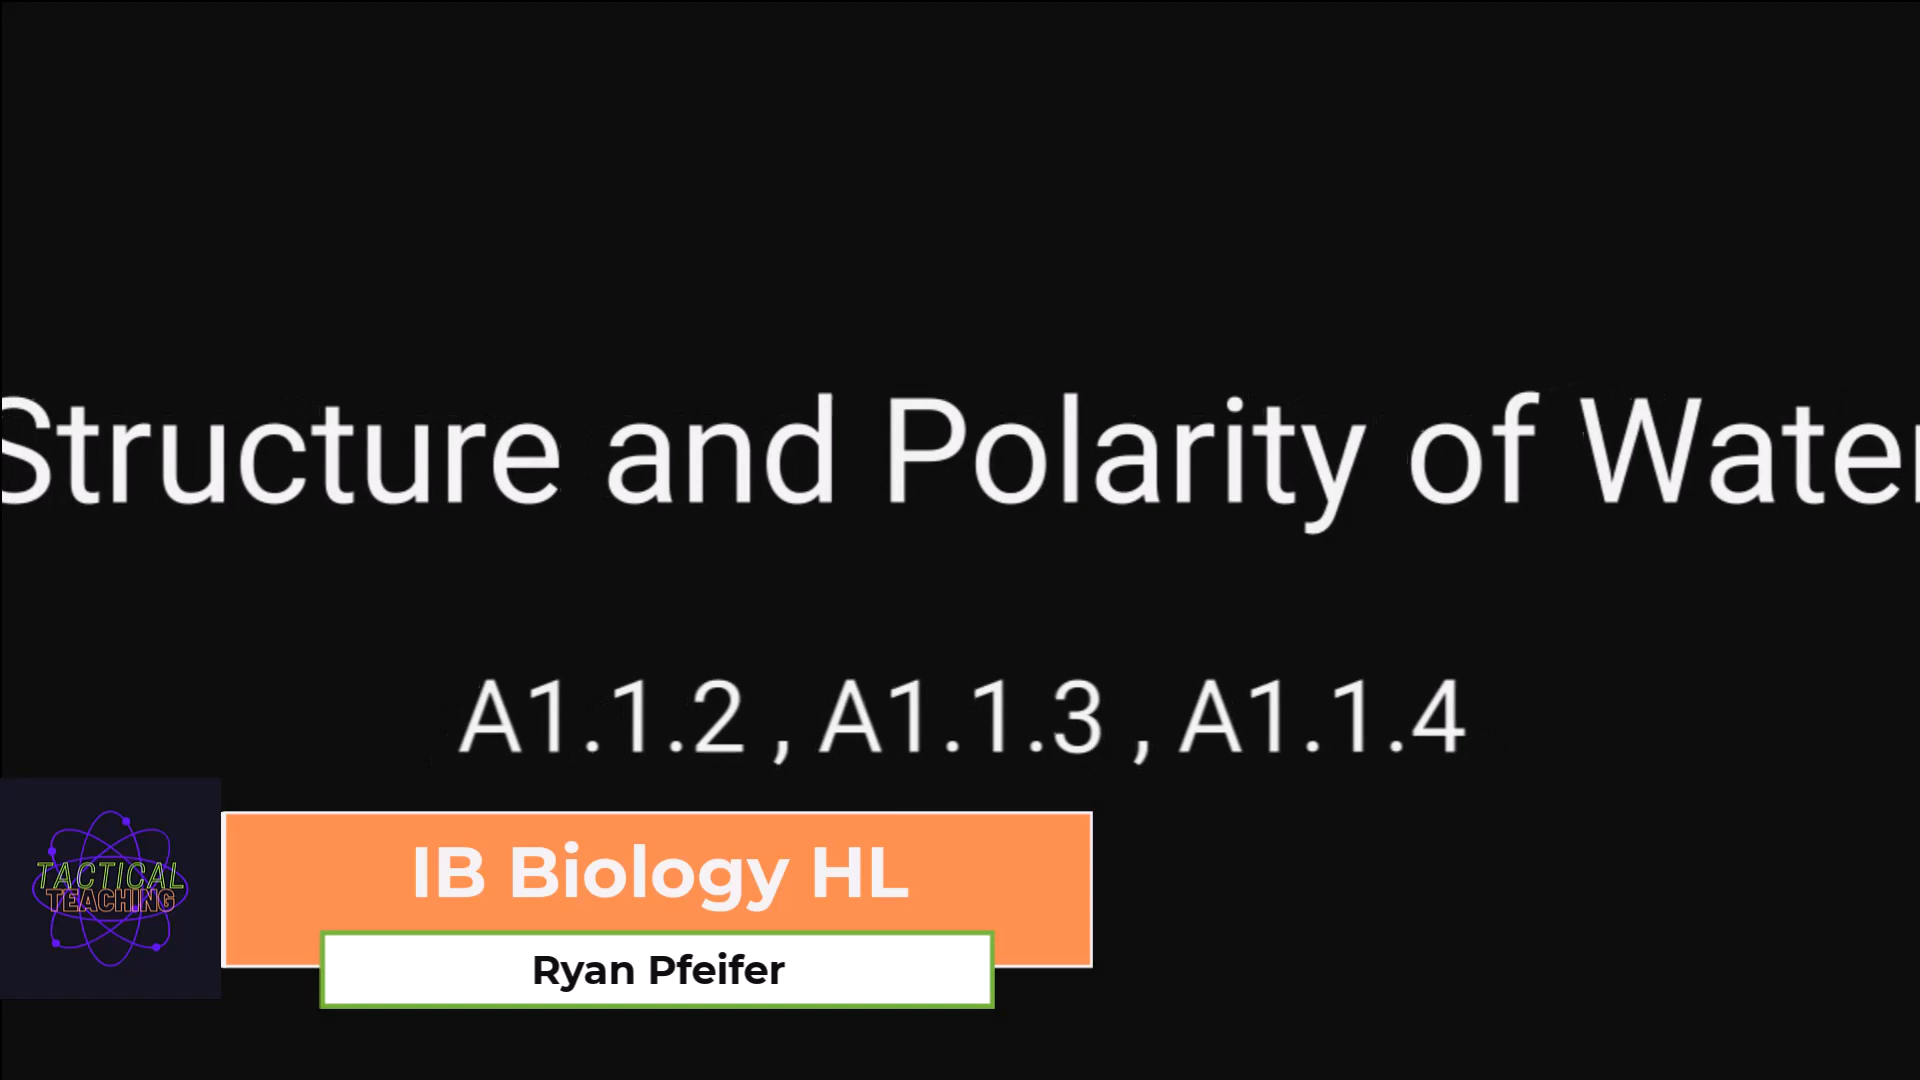 Structure and Polarity of Water
A1.1.2 , A1.1.3 , A1.1.4
TACTICAL
TEACHING
IB Biology HL
Ryan Pfeifer